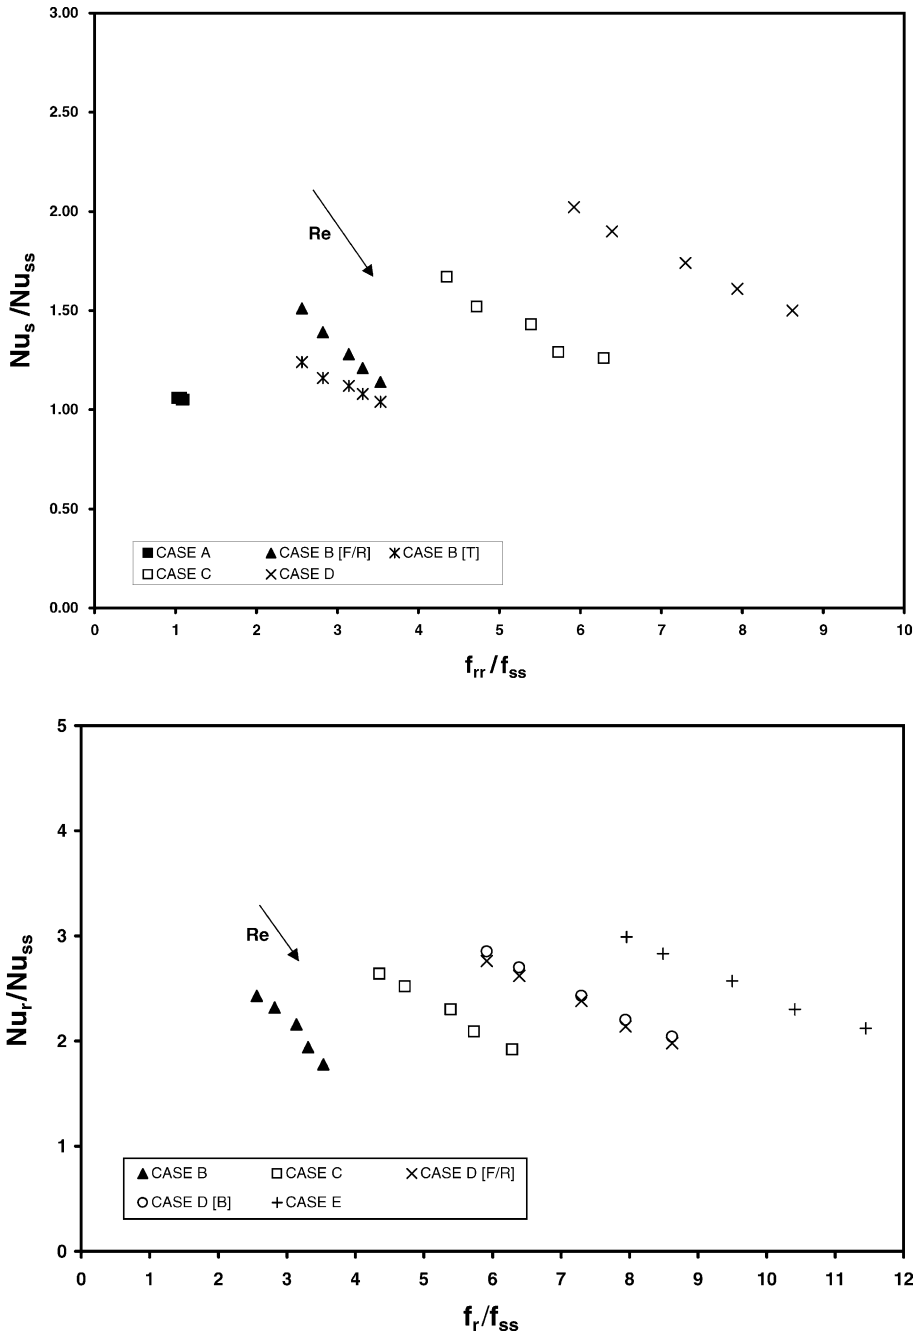 3.00
2.50
2.00
1.50
1.00
0.50
0.00
Nus /Nuss
Re
CASE A CASE B [F/R] CASE B [T]
CASE C CASE D
0 1 2 3 4 5 6 7 8 9 10
frr/fss
5
4
3
2
1
0
Nur/Nuss
Re
CASE B CASE C CASE D [F/R]
CASE D [B] CASE E
0 1 2 3 4 5 6 7 8 9 10 11 12
fr/fss